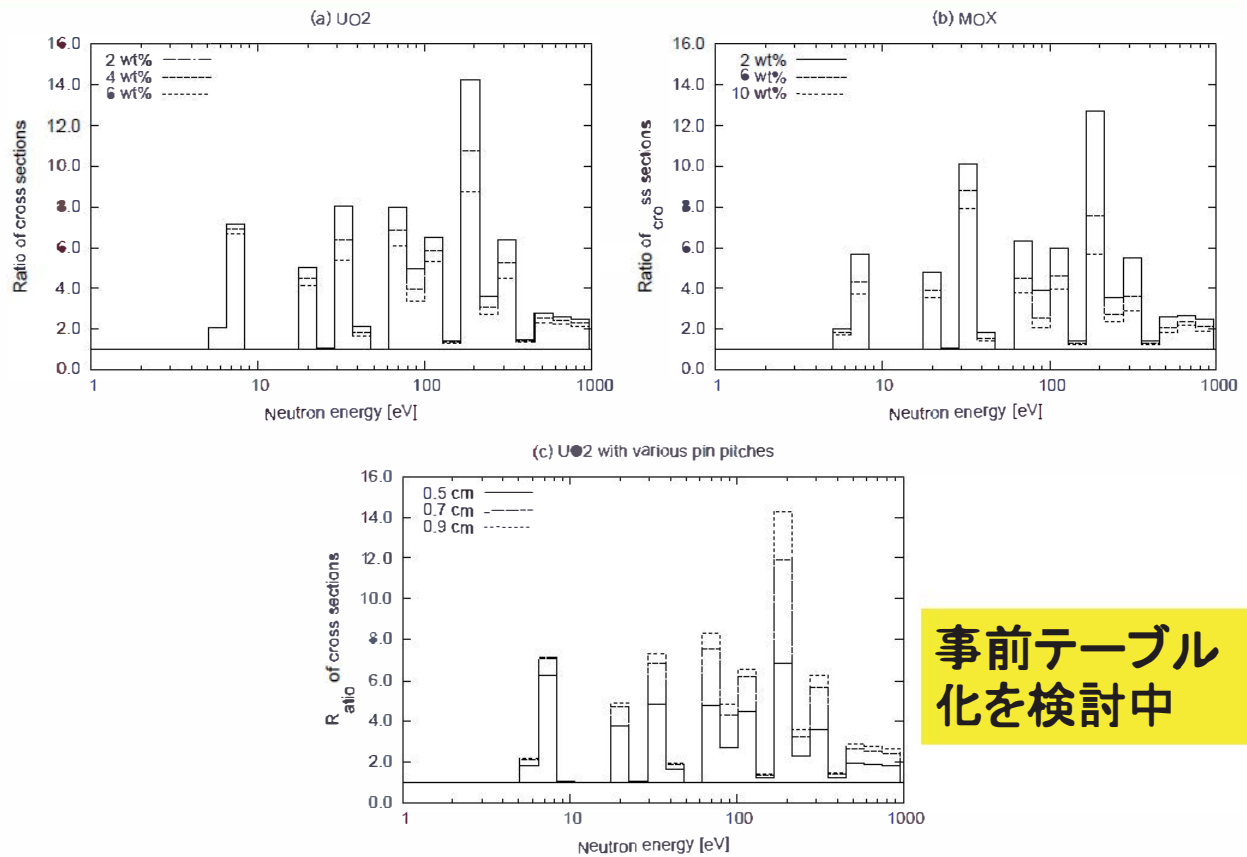 (a) UO2
16.0
14.0
12.0
10.0
8.0
6.0
4.0
2.0
0.0
2 wt%
4 wt%
6 wt%
Ratio of cross sections
1
10
100
1000
Neutron energy [eV]
(b) MOX
16.0
14.0
12.0
10.0
8.0
6.0
4.0
2.0
0.0
2 wt%
6 wt%
10 wt%
Ratio of cross sections
1
10
100
1000
Neutron energy [eV]
(c) UO2 with various pin pitches
16.0
14.0
12.0
10.0
8.0
6.0
4.0
2.0
0.0
0.5 cm
0.7 cm
0.9 cm
Ratio of cross sections
1
10
100
1000
Neutron energy [eV]
事前テーブル
化を検討中